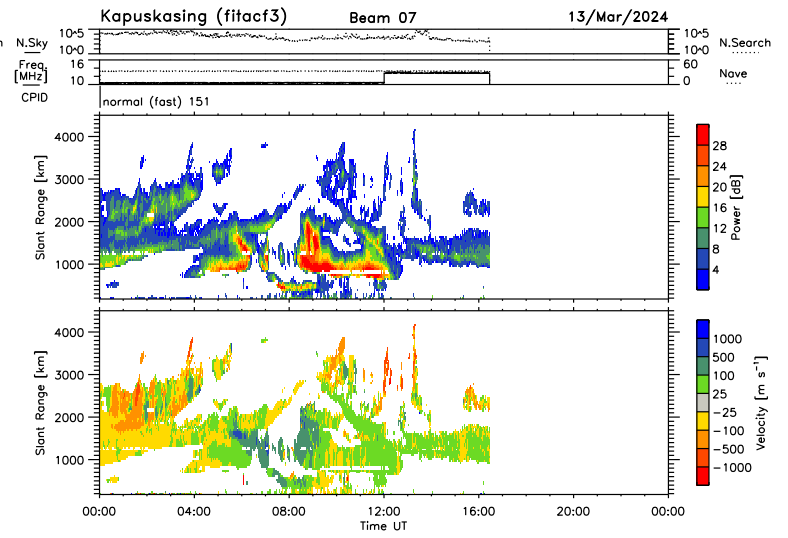 Kapuskasing (fitacf3) Beam 07 13/Mar/2024
N.Sky 10^5 10^0 10^5 10^0 N.Search
Freq. [MHz] 16 10 60 0 Nave
CPID normal (fast) 151
Slant Range [km] 4000 3000 2000 1000
Power [dB] 28 24 20 16 12 8 4
Slant Range [km] 4000 3000 2000 1000
Velocity [m s⁻¹] 1000 500 100 25 −25 −100 −500 −1000
00:00 04:00 08:00 12:00 16:00 20:00 00:00
Time UT